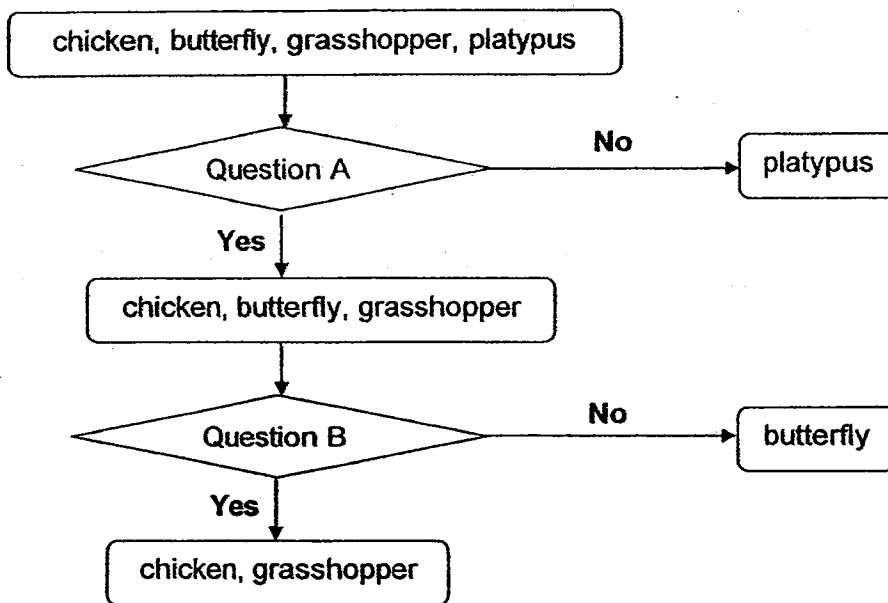 chicken, butterfly, grasshopper, platypus
Question A
No
platypus
Yes
chicken, butterfly, grasshopper
Question B
No
butterfly
Yes
chicken, grasshopper